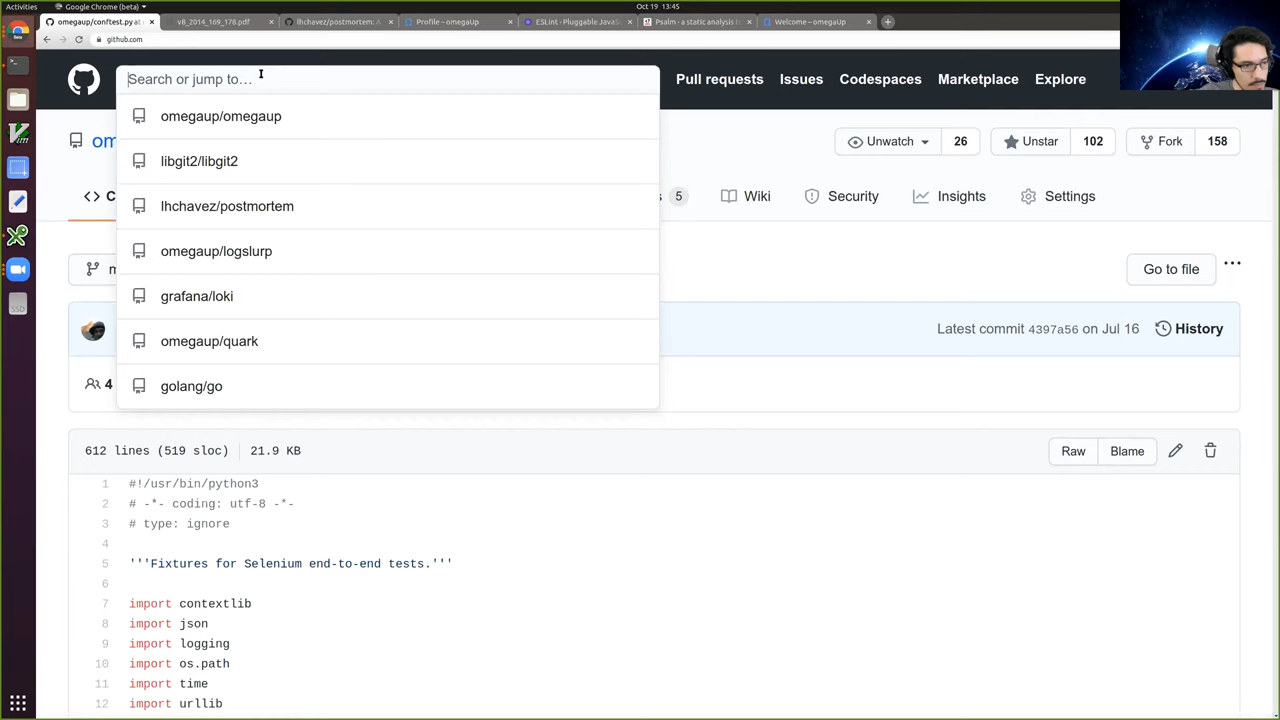 Activities
Google Chrome (beta)
Oct 19 13:45
omegaup/conftest.py at
v8_2014_169_178.pdf
lhchavez/postmortem: A
Profile – omegaUp
ESLint - Pluggable JavaSc
Psalm - a static analysis t
Welcome – omegaUp
github.com
Search or jump to…
Pull requests
Issues
Codespaces
Marketplace
Explore
omegaup/omegaup
om
Unwatch
26
Unstar
102
Fork
158
libgit2/libgit2
C
5
Wiki
Security
Insights
Settings
lhchavez/postmortem
omegaup/logslurp
m
Go to file
grafana/loki
Latest commit 4397a56 on Jul 16
History
omegaup/quark
4
golang/go
612 lines (519 sloc)
21.9 KB
Raw
Blame
1 #!/usr/bin/python3
2 # -*- coding: utf-8 -*-
3 # type: ignore
4
5 '''Fixtures for Selenium end-to-end tests.'''
6
7 import contextlib
8 import json
9 import logging
10 import os.path
11 import time
12 import urllib
SSD